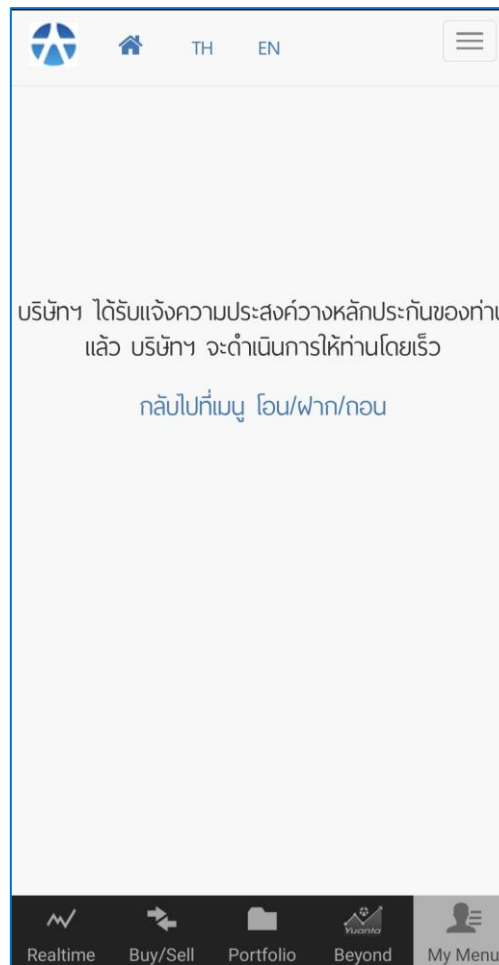 TH EN
บริษัทฯ ได้รับแจ้งความประสงค์วางหลักประกันของท่าน
แล้ว บริษัทฯ จะดำเนินการให้ท่านโดยเร็ว
กลับไปที่เมนู โอน/ฝาก/ถอน
Yuanta
Realtime Buy/Sell Portfolio Beyond My Menu